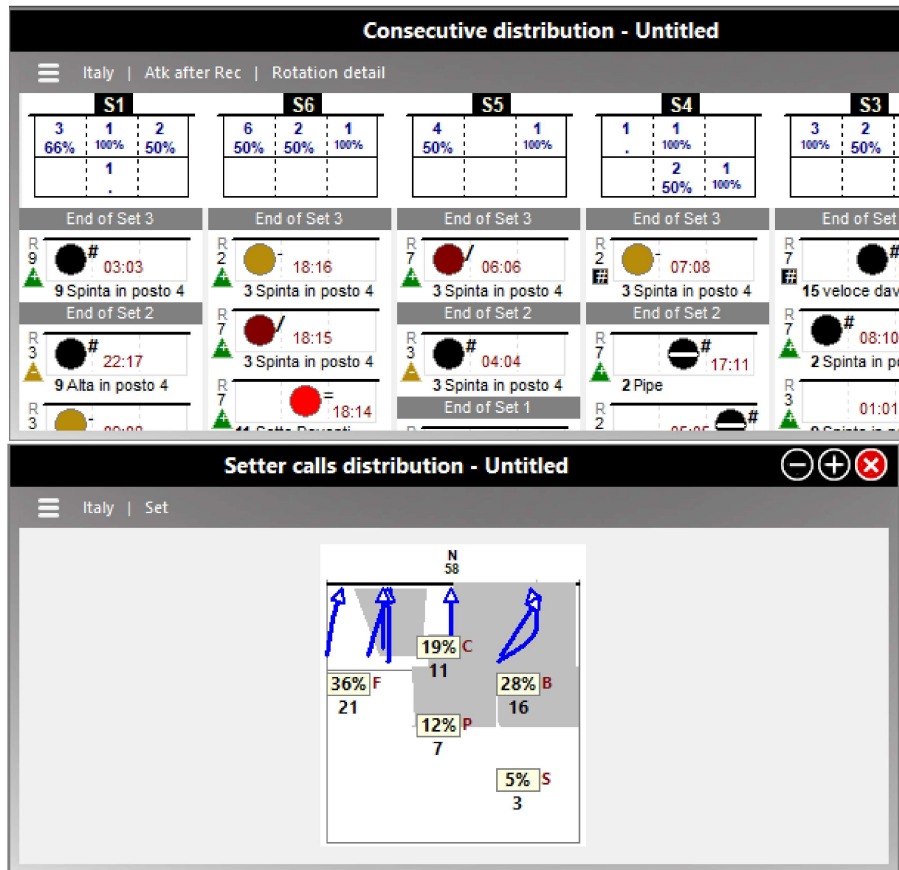 Consecutive distribution - Untitled
Italy | Atk after Rec | Rotation detail
S1 S6 S5 S4 S3
3 1 2 6 2 1 4 1 1 1 3 2
66% 100% 50% 50% 50% 100% 50% 100% . 100% 100% 50%
1 2 1
. 50% 100%
End of Set 3 End of Set 3 End of Set 3 End of Set 3 End of Set
R R R R R
9 # 03:03 2 - 18:16 7 / 06:06 2 - 07:08 7 #
+ + + # #
9 Spinta in posto 4 3 Spinta in posto 4 3 Spinta in posto 4 3 Spinta in posto 4 15 veloce dav
End of Set 2 End of Set 2 End of Set 2
R R R R R
3 # 22:17 7 / 18:15 3 # 04:04 7 # 17:11 7 # 08:10
- + - + +
9 Alta in posto 4 3 Spinta in posto 4 3 Spinta in posto 4 2 Pipe 2 Spinta in po
End of Set 1
R R R R
3 - 7 = 18:14 2 # 3 01:01
Setter calls distribution - Untitled
Italy | Set
N
58
19% C
11
36% F 28% B
21 16
12% P
7
5% S
3